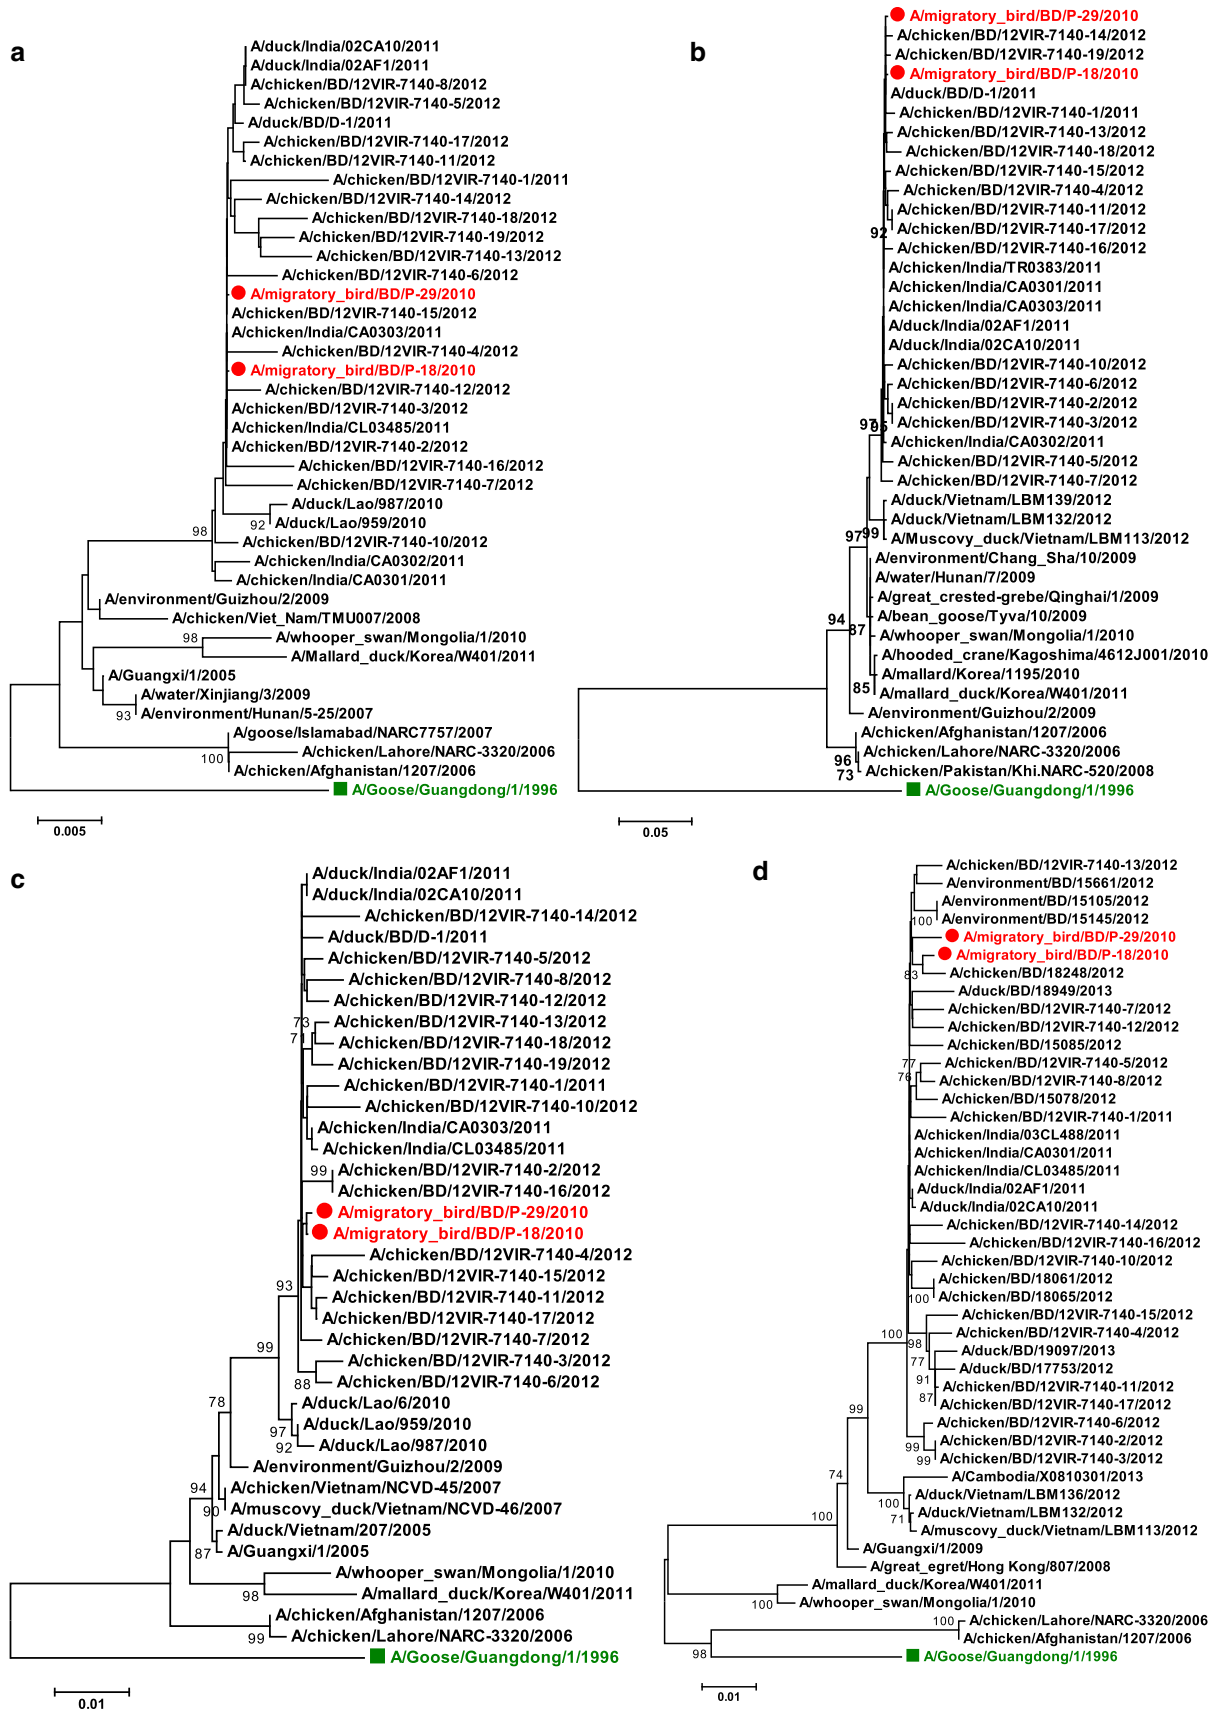 a
A/duck/India/02CA10/2011
A/duck/India/02AF1/2011
A/chicken/BD/12VIR-7140-8/2012
A/chicken/BD/12VIR-7140-5/2012
A/duck/BD/D-1/2011
A/chicken/BD/12VIR-7140-17/2012
A/chicken/BD/12VIR-7140-11/2012
A/chicken/BD/12VIR-7140-1/2011
A/chicken/BD/12VIR-7140-14/2012
A/chicken/BD/12VIR-7140-18/2012
A/chicken/BD/12VIR-7140-19/2012
A/chicken/BD/12VIR-7140-13/2012
A/chicken/BD/12VIR-7140-6/2012
A/migratory_bird/BD/P-29/2010
A/chicken/BD/12VIR-7140-15/2012
A/chicken/India/CA0303/2011
A/chicken/BD/12VIR-7140-4/2012
A/migratory_bird/BD/P-18/2010
A/chicken/BD/12VIR-7140-12/2012
A/chicken/BD/12VIR-7140-3/2012
A/chicken/India/CL03485/2011
A/chicken/BD/12VIR-7140-2/2012
A/chicken/BD/12VIR-7140-16/2012
A/chicken/BD/12VIR-7140-7/2012
A/duck/Lao/987/2010
92 A/duck/Lao/959/2010
98
A/chicken/BD/12VIR-7140-10/2012
A/chicken/India/CA0302/2011
A/chicken/India/CA0301/2011
A/environment/Guizhou/2/2009
A/chicken/Viet_Nam/TMU007/2008
98 A/whooper_swan/Mongolia/1/2010
A/Mallard_duck/Korea/W401/2011
A/Guangxi/1/2005
A/water/Xinjiang/3/2009
93 A/environment/Hunan/5-25/2007
A/goose/Islamabad/NARC7757/2007
100 A/chicken/Lahore/NARC-3320/2006
A/chicken/Afghanistan/1207/2006
A/Goose/Guangdong/1/1996
0.005
b
A/migratory_bird/BD/P-29/2010
A/chicken/BD/12VIR-7140-14/2012
A/chicken/BD/12VIR-7140-19/2012
A/migratory_bird/BD/P-18/2010
A/duck/BD/D-1/2011
A/chicken/BD/12VIR-7140-1/2011
A/chicken/BD/12VIR-7140-13/2012
A/chicken/BD/12VIR-7140-18/2012
A/chicken/BD/12VIR-7140-15/2012
A/chicken/BD/12VIR-7140-4/2012
A/chicken/BD/12VIR-7140-11/2012
92 A/chicken/BD/12VIR-7140-17/2012
A/chicken/BD/12VIR-7140-16/2012
A/chicken/India/TR0383/2011
A/chicken/India/CA0301/2011
A/chicken/India/CA0303/2011
A/duck/India/02AF1/2011
A/duck/India/02CA10/2011
A/chicken/BD/12VIR-7140-10/2012
A/chicken/BD/12VIR-7140-6/2012
A/chicken/BD/12VIR-7140-2/2012
97 A/chicken/BD/12VIR-7140-3/2012
A/chicken/India/CA0302/2011
A/chicken/BD/12VIR-7140-5/2012
A/chicken/BD/12VIR-7140-7/2012
A/duck/Vietnam/LBM139/2012
A/duck/Vietnam/LBM132/2012
97 99 A/Muscovy_duck/Vietnam/LBM113/2012
A/environment/Chang_Sha/10/2009
A/water/Hunan/7/2009
A/great_crested-grebe/Qinghai/1/2009
94 A/bean_goose/Tyva/10/2009
87 A/whooper_swan/Mongolia/1/2010
A/hooded_crane/Kagoshima/4612J001/2010
A/mallard/Korea/1195/2010
85 A/mallard_duck/Korea/W401/2011
A/environment/Guizhou/2/2009
A/chicken/Afghanistan/1207/2006
96 A/chicken/Lahore/NARC-3320/2006
73 A/chicken/Pakistan/Khi.NARC-520/2008
A/Goose/Guangdong/1/1996
0.05
c
A/duck/India/02AF1/2011
A/duck/India/02CA10/2011
A/chicken/BD/12VIR-7140-14/2012
A/duck/BD/D-1/2011
A/chicken/BD/12VIR-7140-5/2012
A/chicken/BD/12VIR-7140-8/2012
A/chicken/BD/12VIR-7140-12/2012
73 A/chicken/BD/12VIR-7140-13/2012
A/chicken/BD/12VIR-7140-18/2012
A/chicken/BD/12VIR-7140-19/2012
A/chicken/BD/12VIR-7140-1/2011
A/chicken/BD/12VIR-7140-10/2012
A/chicken/India/CA0303/2011
A/chicken/India/CL03485/2011
99 A/chicken/BD/12VIR-7140-2/2012
A/chicken/BD/12VIR-7140-16/2012
A/migratory_bird/BD/P-29/2010
A/migratory_bird/BD/P-18/2010
A/chicken/BD/12VIR-7140-4/2012
A/chicken/BD/12VIR-7140-15/2012
93
A/chicken/BD/12VIR-7140-11/2012
A/chicken/BD/12VIR-7140-17/2012
A/chicken/BD/12VIR-7140-7/2012
99
A/chicken/BD/12VIR-7140-3/2012
88 A/chicken/BD/12VIR-7140-6/2012
78 A/duck/Lao/6/2010
97 A/duck/Lao/959/2010
92 A/duck/Lao/987/2010
A/environment/Guizhou/2/2009
94 A/chicken/Vietnam/NCVD-45/2007
90 A/muscovy_duck/Vietnam/NCVD-46/2007
A/duck/Vietnam/207/2005
87 A/Guangxi/1/2005
A/whooper_swan/Mongolia/1/2010
98 A/mallard_duck/Korea/W401/2011
A/chicken/Afghanistan/1207/2006
99 A/chicken/Lahore/NARC-3320/2006
A/Goose/Guangdong/1/1996
0.01
d
A/chicken/BD/12VIR-7140-13/2012
A/environment/BD/15661/2012
A/environment/BD/15105/2012
100 A/environment/BD/15145/2012
A/migratory_bird/BD/P-29/2010
A/migratory_bird/BD/P-18/2010
83 A/chicken/BD/18248/2012
A/duck/BD/18949/2013
A/chicken/BD/12VIR-7140-7/2012
A/chicken/BD/12VIR-7140-12/2012
A/chicken/BD/15085/2012
77 A/chicken/BD/12VIR-7140-5/2012
76 A/chicken/BD/12VIR-7140-8/2012
A/chicken/BD/15078/2012
A/chicken/BD/12VIR-7140-1/2011
A/chicken/India/03CL488/2011
A/chicken/India/CA0301/2011
A/chicken/India/CL03485/2011
A/duck/India/02AF1/2011
A/duck/India/02CA10/2011
A/chicken/BD/12VIR-7140-14/2012
A/chicken/BD/12VIR-7140-16/2012
A/chicken/BD/12VIR-7140-10/2012
A/chicken/BD/18061/2012
100 A/chicken/BD/18065/2012
A/chicken/BD/12VIR-7140-15/2012
100 A/chicken/BD/12VIR-7140-4/2012
98 A/duck/BD/19097/2013
77 A/duck/BD/17753/2012
91 A/chicken/BD/12VIR-7140-11/2012
87 A/chicken/BD/12VIR-7140-17/2012
99 A/chicken/BD/12VIR-7140-6/2012
99 A/chicken/BD/12VIR-7140-2/2012
99 A/chicken/BD/12VIR-7140-3/2012
74 A/Cambodia/X0810301/2013
A/duck/Vietnam/LBM136/2012
100 A/duck/Vietnam/LBM132/2012
100 71 A/muscovy_duck/Vietnam/LBM113/2012
A/Guangxi/1/2009
A/great_egret/Hong Kong/807/2008
A/mallard_duck/Korea/W401/2011
100 A/whooper_swan/Mongolia/1/2010
100 A/chicken/Lahore/NARC-3320/2006
A/chicken/Afghanistan/1207/2006
98 A/Goose/Guangdong/1/1996
0.01